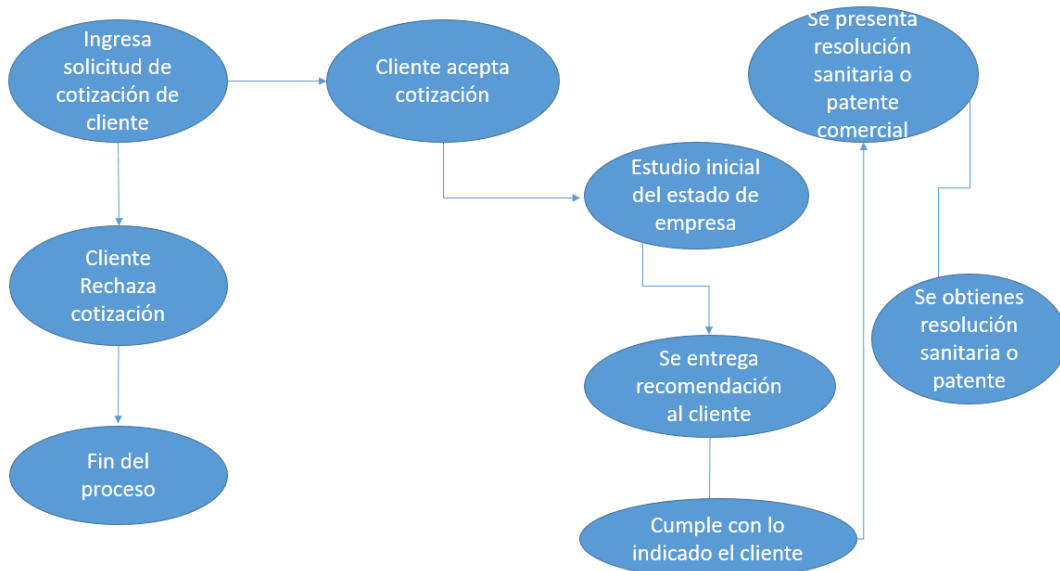 Ingresa
solicitud de
cotización de
cliente
Cliente acepta
cotización
Se presenta
resolución
sanitaria o
patente
comercial
Estudio inicial
del estado de
empresa
Cliente
Rechaza
cotización
Se obtienes
resolución
sanitaria o
patente
Se entrega
recomendación
al cliente
Fin del
proceso
Cumple con lo
indicado el cliente